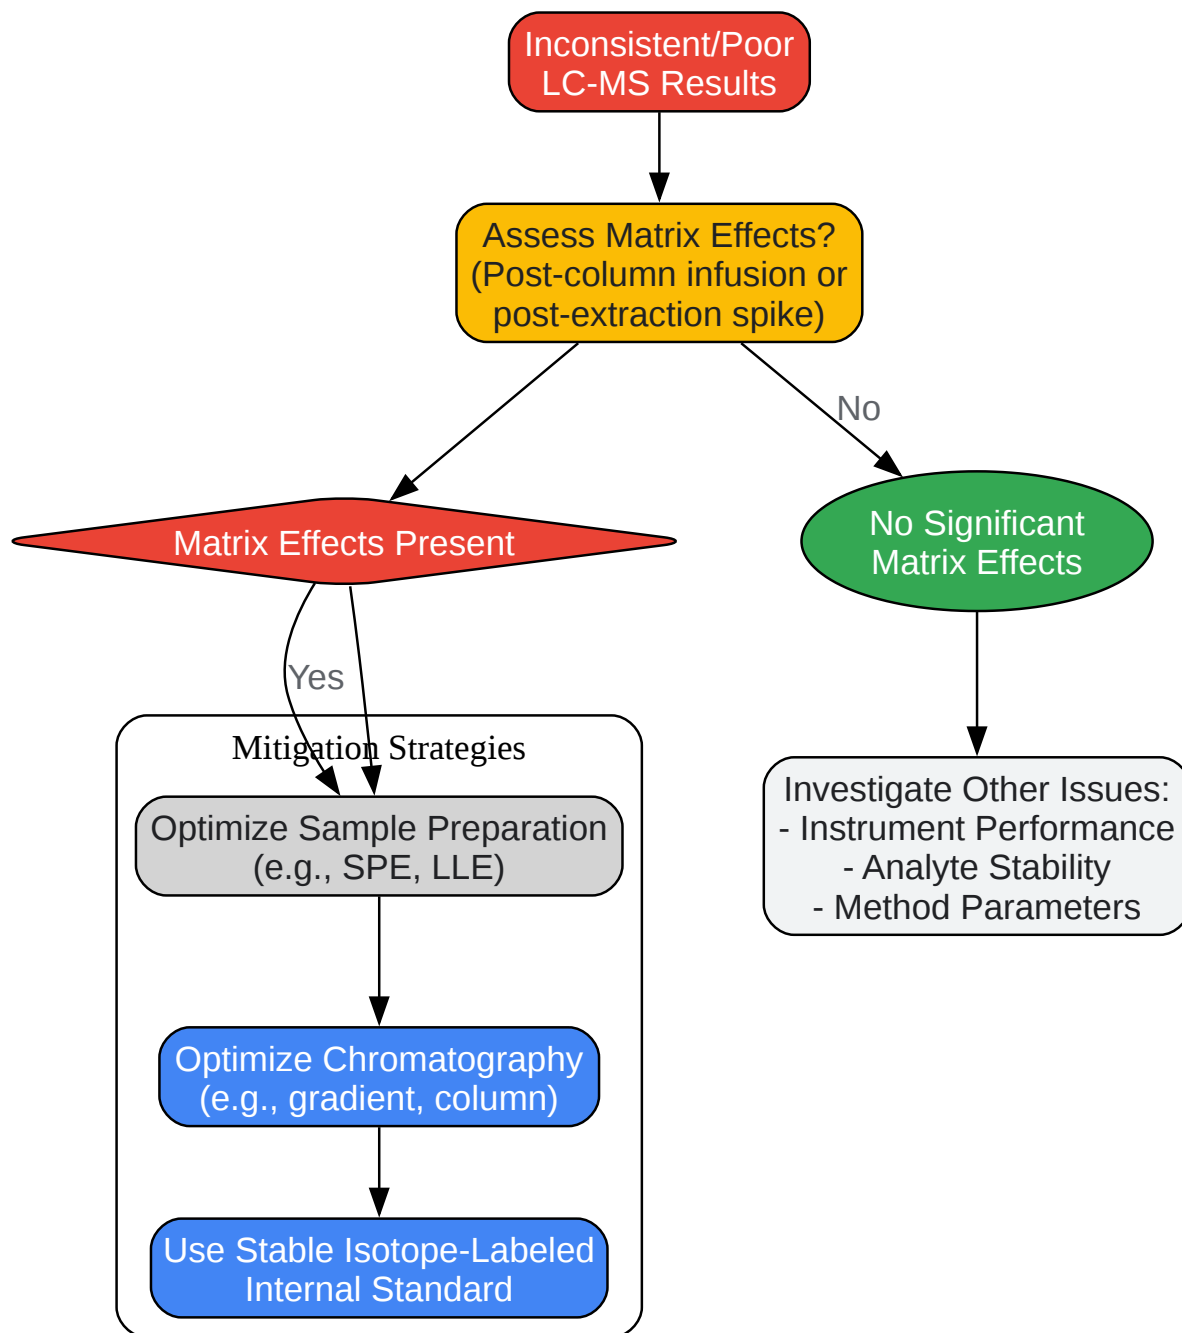 Inconsistent/Poor
LC-MS Results
Assess Matrix Effects?
(Post-column infusion or
post-extraction spike)
No
Matrix Effects Present
No Significant
Matrix Effects
Yes
Mitigation Strategies
Optimize Sample Preparation
(e.g., SPE, LLE)
Investigate Other Issues:
- Instrument Performance
- Analyte Stability
- Method Parameters
Optimize Chromatography
(e.g., gradient, column)
Use Stable Isotope-Labeled
Internal Standard